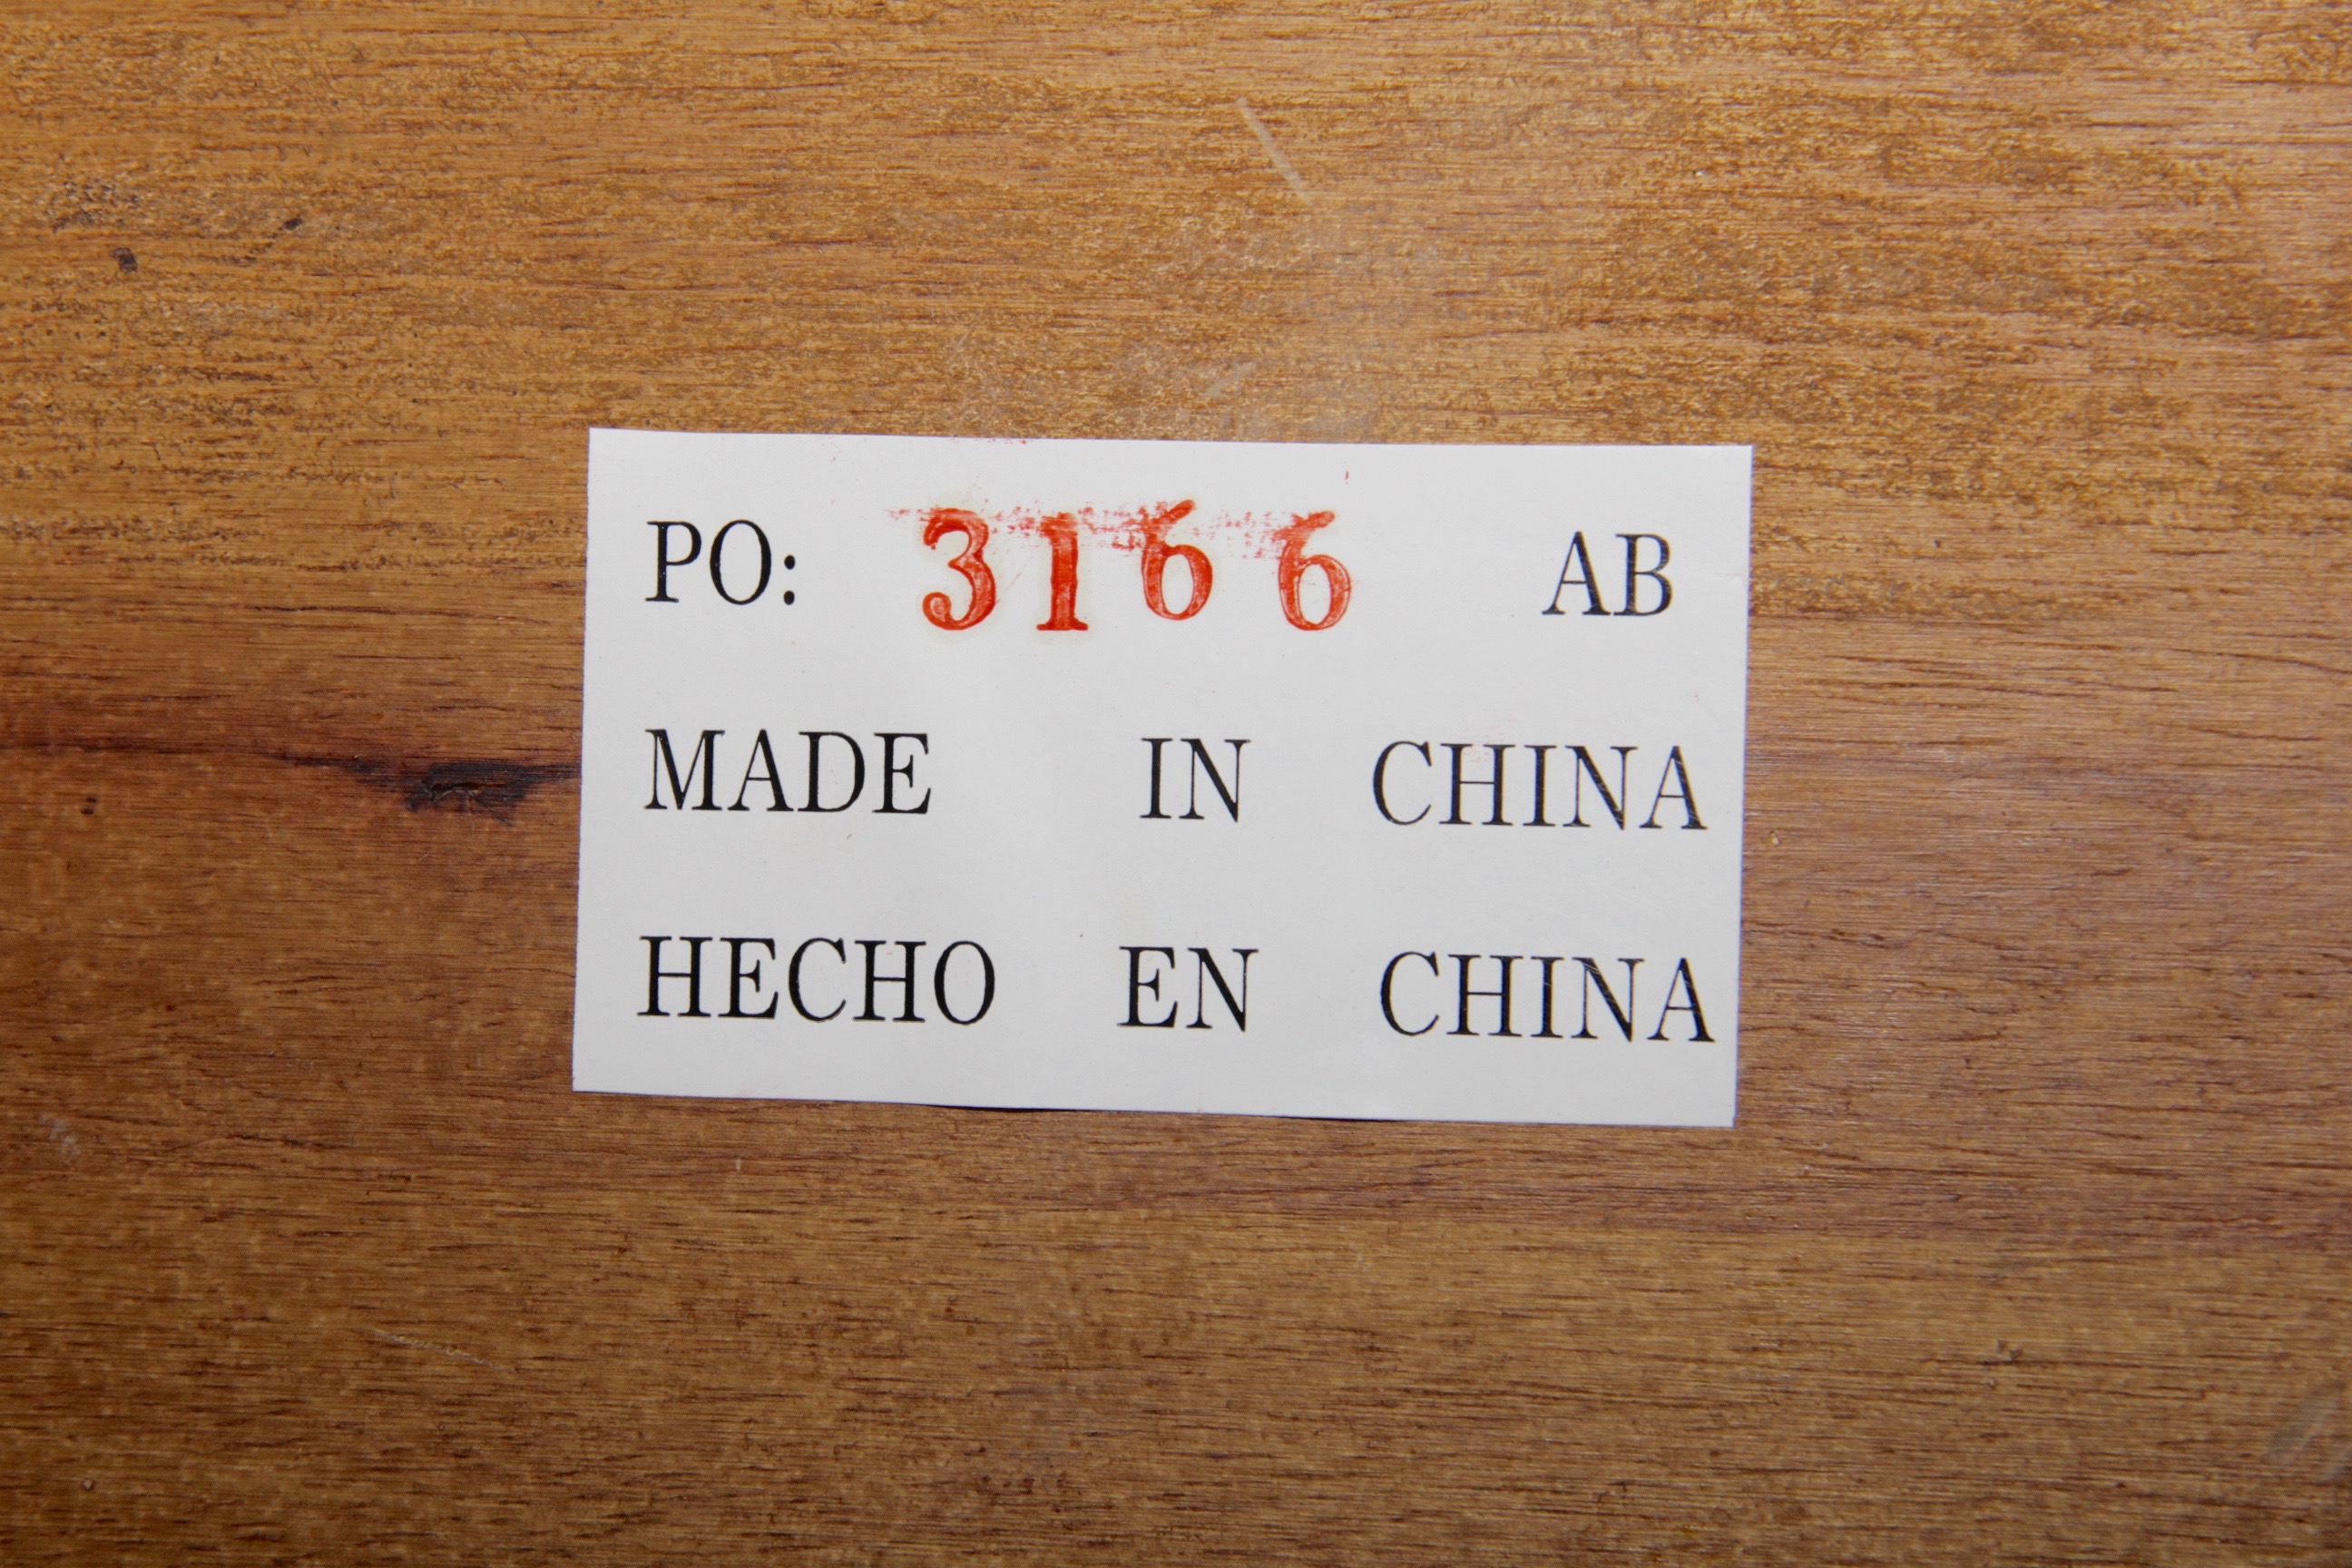 PO: 3166 AB
MADE IN CHINA
HECHO EN CHINA